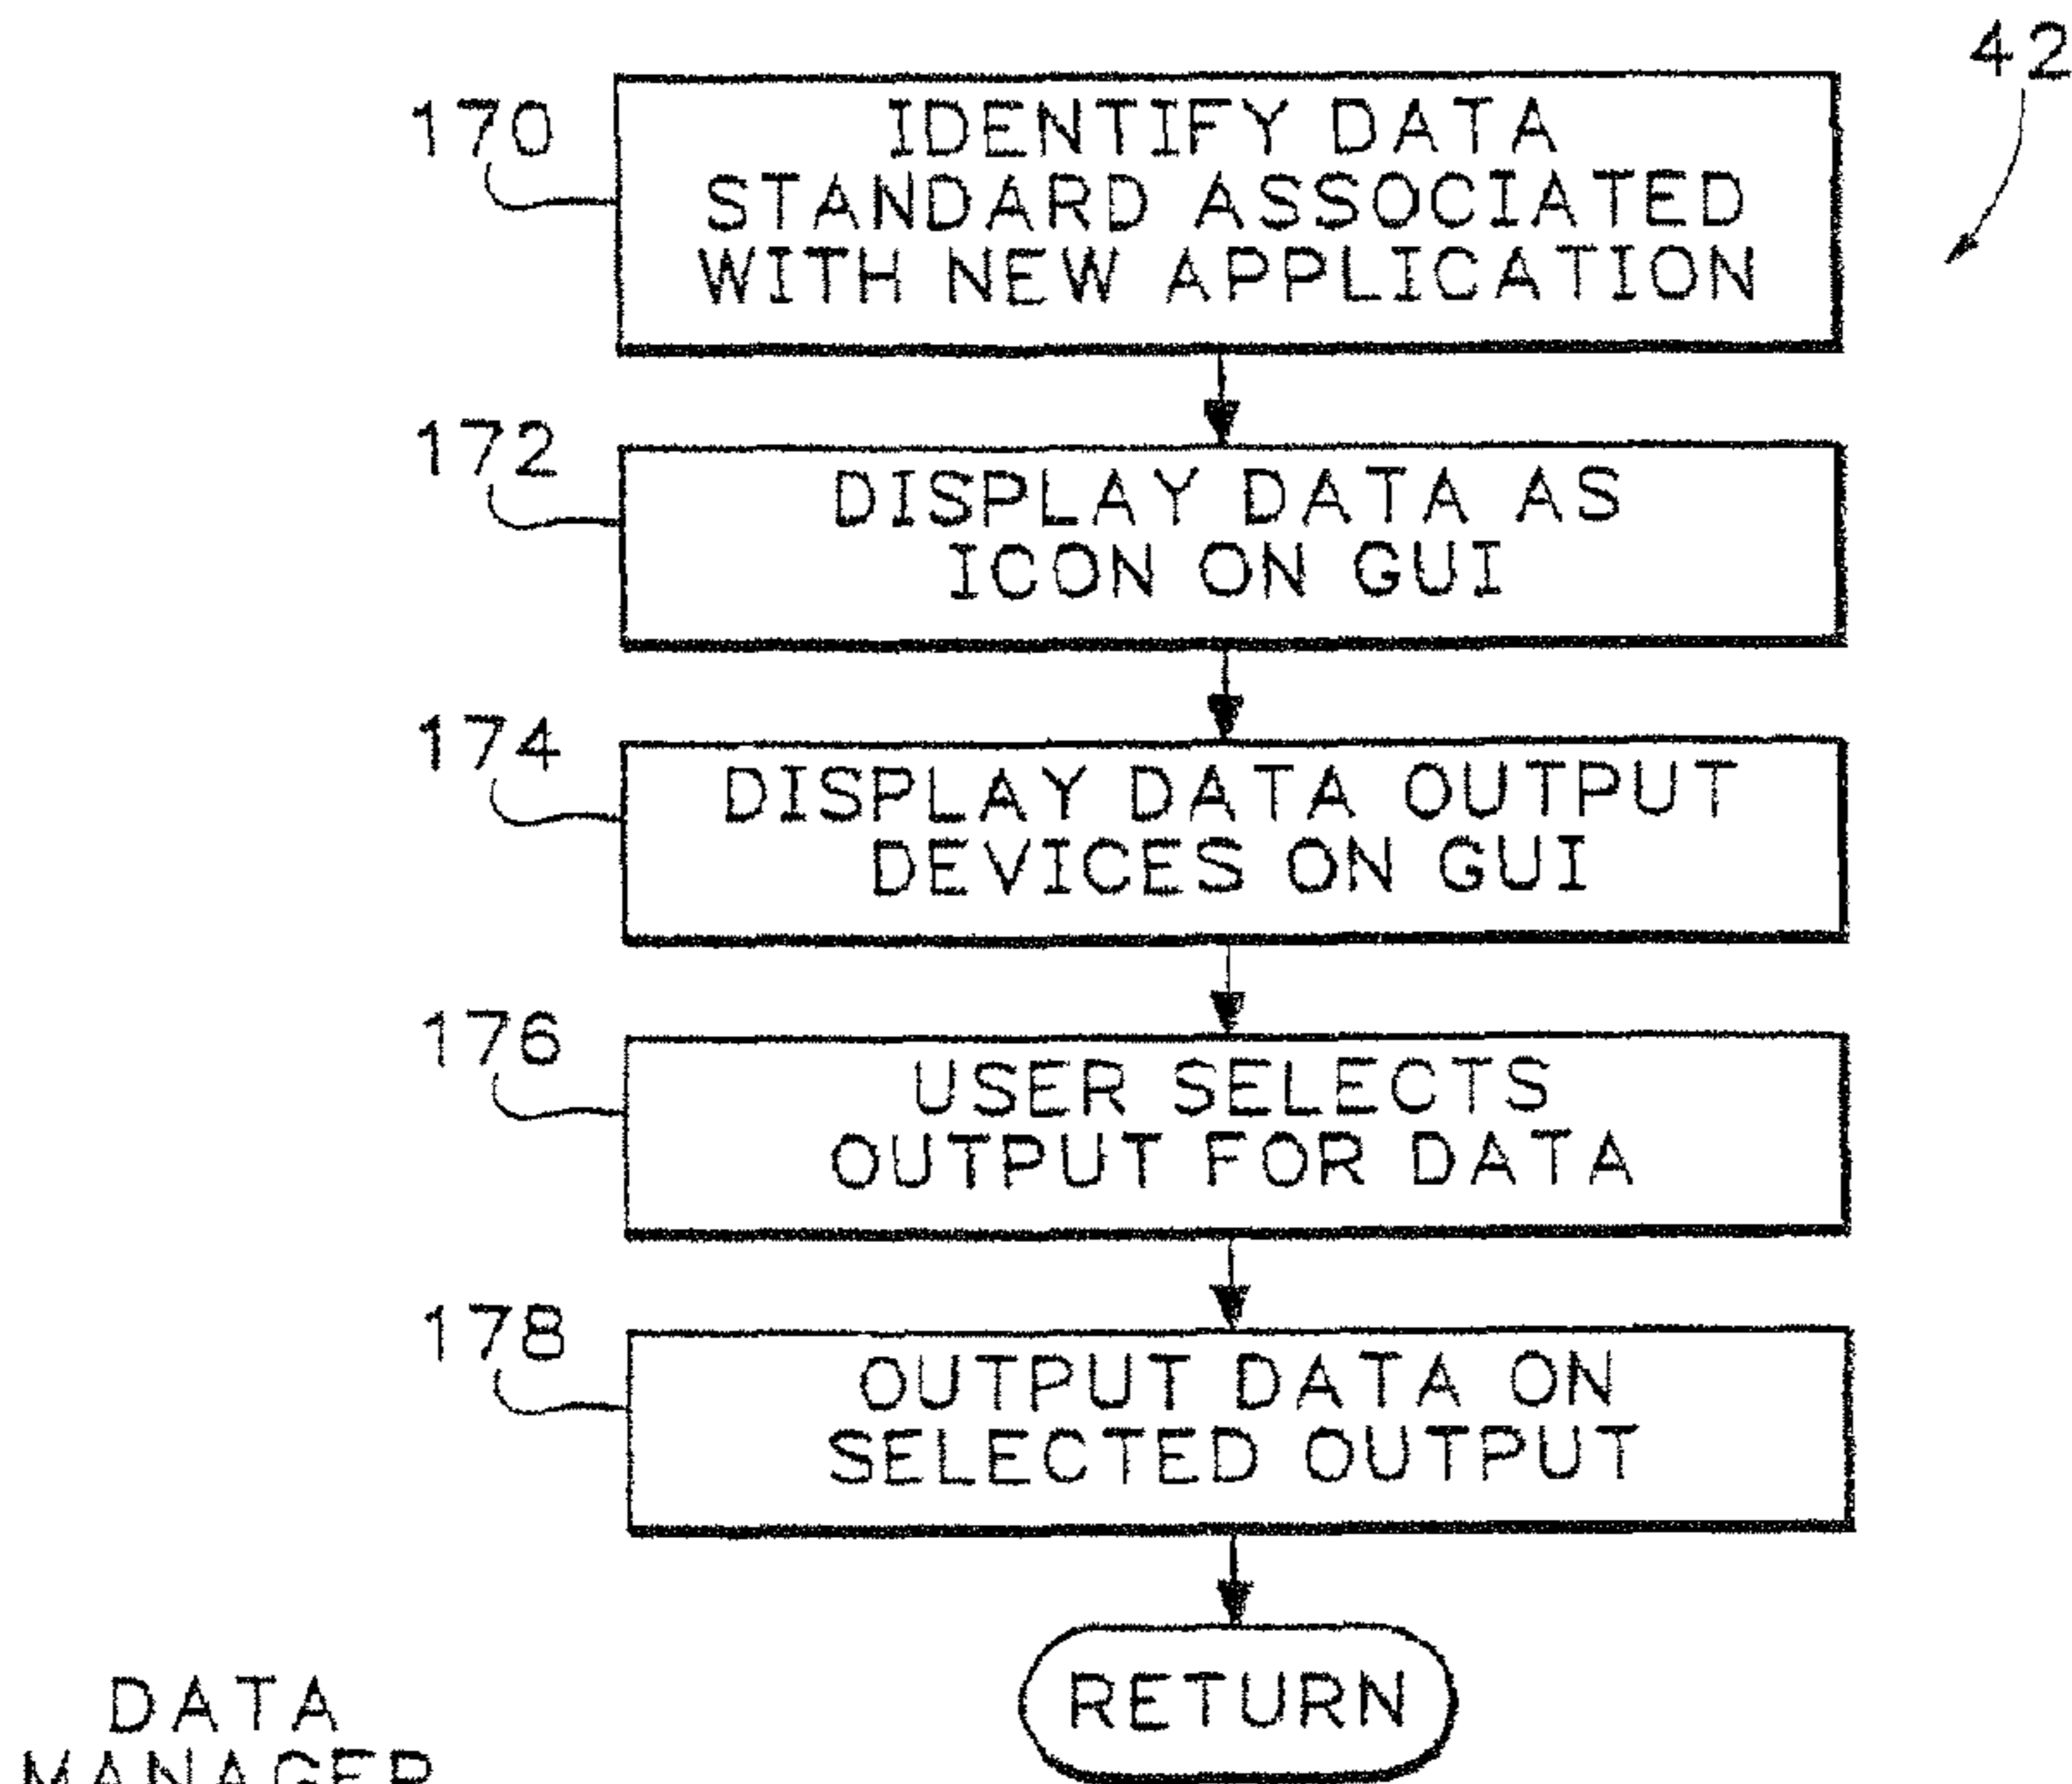 42
170
IDENTIFY DATA
STANDARD ASSOCIATED
WITH NEW APPLICATION
172
DISPLAY DATA AS
ICON ON GUI
174
DISPLAY DATA OUTPUT
DEVICES ON GUI
176
USER SELECTS
OUTPUT FOR DATA
178
OUTPUT DATA ON
SELECTED OUTPUT
RETURN
DATA
MANAGER